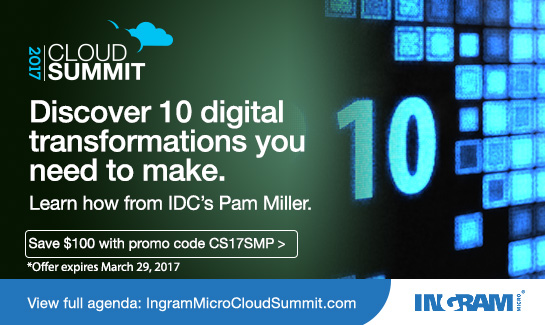 2017
CLOUD
SUMMIT
Discover 10 digital
transformations you
need to make.
Learn how from IDC's Pam Miller.
10
Save $100 with promo code CS17SMP >
*Offer expires March 29, 2017
View full agenda: IngramMicroCloudSummit.com
INGRAM MICRO®